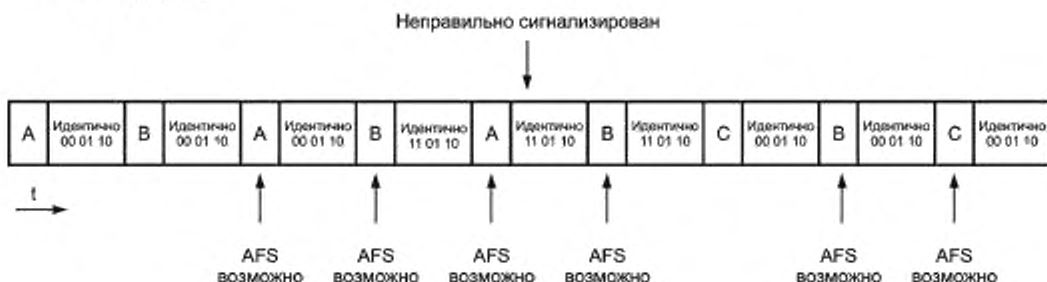 Неправильно сигнализирован
A
Идентично
00 01 10
B
Идентично
00 01 10
A
Идентично
00 01 10
B
Идентично
11 01 10
A
Идентично
11 01 10
B
Идентично
11 01 10
C
Идентично
00 01 10
B
Идентично
00 01 10
C
Идентично
00 01 10
t
AFS
возможно
AFS
возможно
AFS
возможно
AFS
возможно
AFS
возможно
AFS
возможно